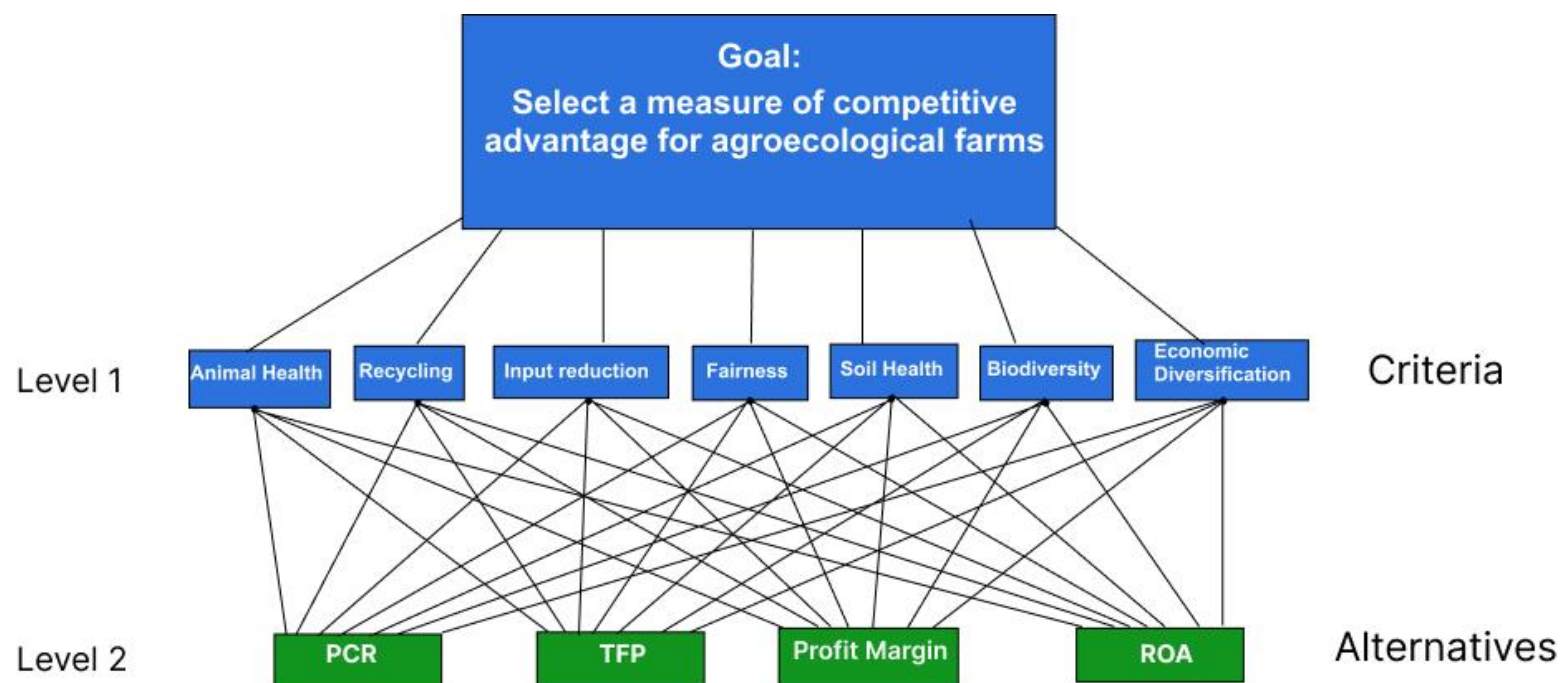 Goal:
Select a measure of competitive
advantage for agroecological farms
Level 1
Animal Health
Recycling
Input reduction
Fairness
Soil Health
Biodiversity
Economic
Diversification
Criteria
Level 2
PCR
TFP
Profit Margin
ROA
Alternatives